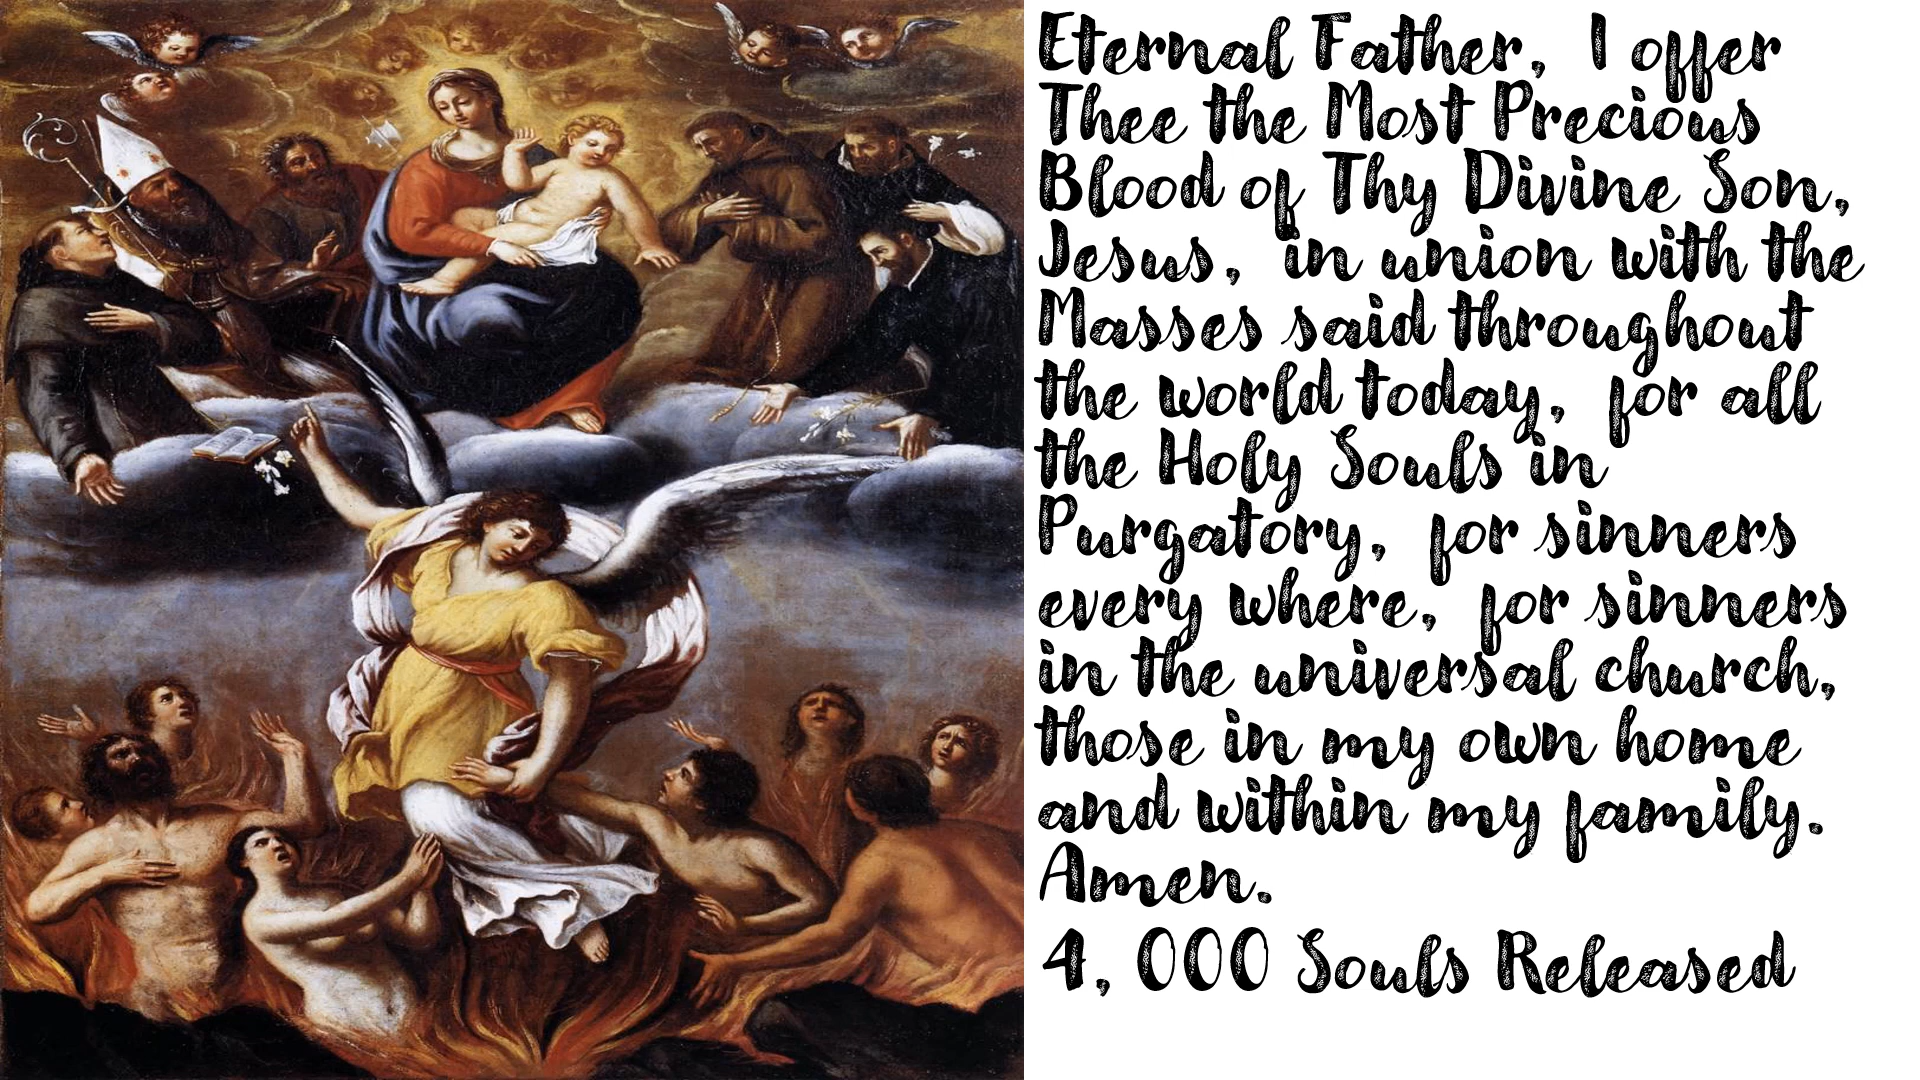 Eternal Father, I offer
Thee the Most Precious
Blood of Thy Divine Son,
Jesus, in union with the
Masses said throughout
the world today, for all
the Holy Souls in
Purgatory, for sinners
every where, for sinners
in the universal church,
those in my own home
and within my family.
Amen.
4, 000 Souls Released